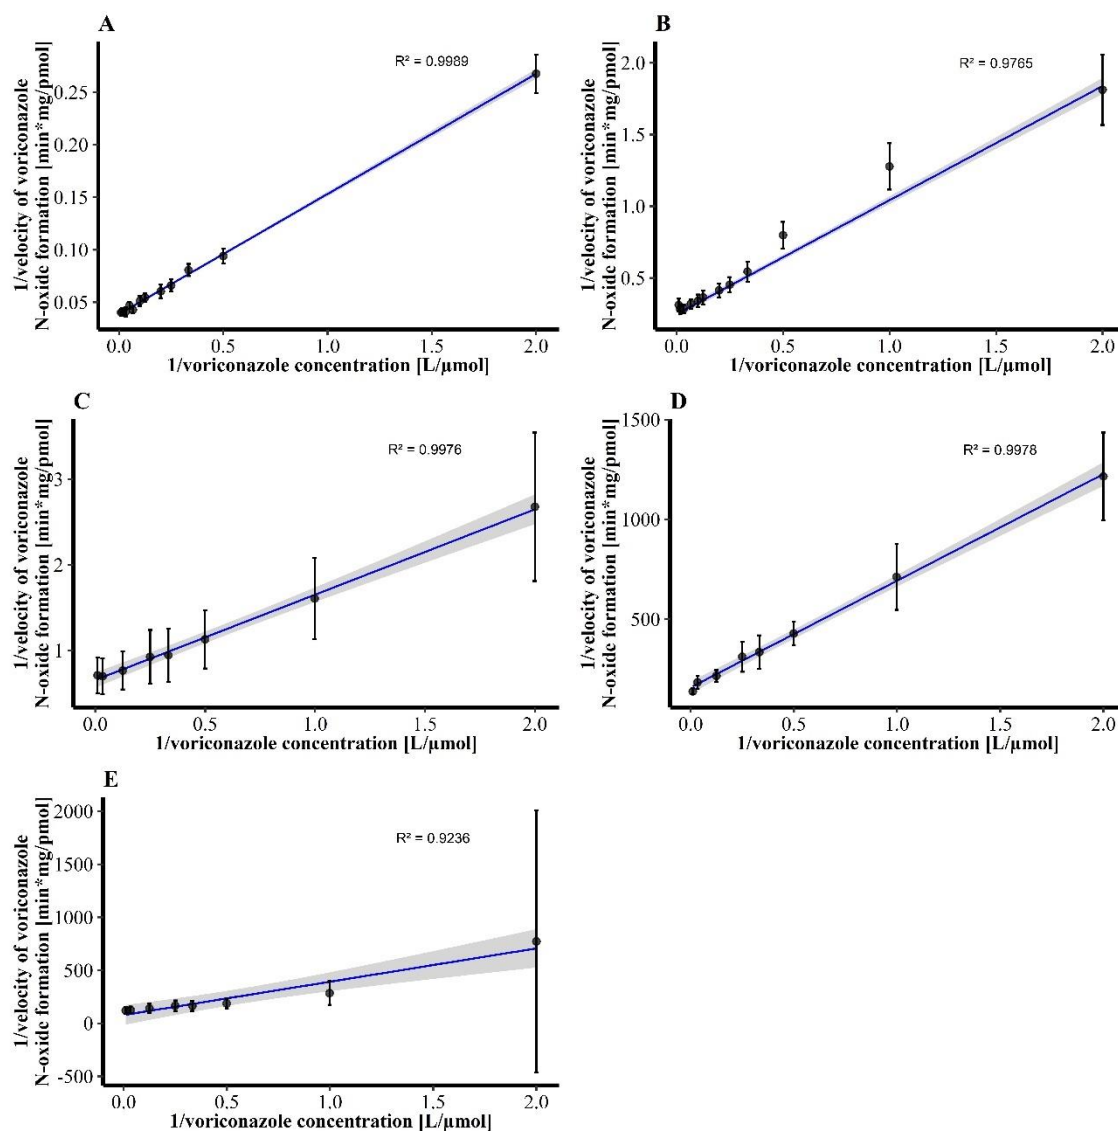 A
R² = 0.9989
1/velocity of voriconazole
N-oxide formation [min*mg/pmol]
0.25
0.20
0.15
0.10
0.05
0.0 0.5 1.0 1.5 2.0
1/voriconazole concentration [L/µmol]
B
R² = 0.9765
1/velocity of voriconazole
N-oxide formation [min*mg/pmol]
2.0
1.5
1.0
0.5
0.0 0.5 1.0 1.5 2.0
1/voriconazole concentration [L/µmol]
C
R² = 0.9976
1/velocity of voriconazole
N-oxide formation [min*mg/pmol]
3
2
1
0.0 0.5 1.0 1.5 2.0
1/voriconazole concentration [L/µmol]
D
R² = 0.9978
1/velocity of voriconazole
N-oxide formation [min*mg/pmol]
1500
1000
500
0.0 0.5 1.0 1.5 2.0
1/voriconazole concentration [L/µmol]
E
R² = 0.9236
1/velocity of voriconazole
N-oxide formation [min*mg/pmol]
2000
1500
1000
500
0
-500
0.0 0.5 1.0 1.5 2.0
1/voriconazole concentration [L/µmol]